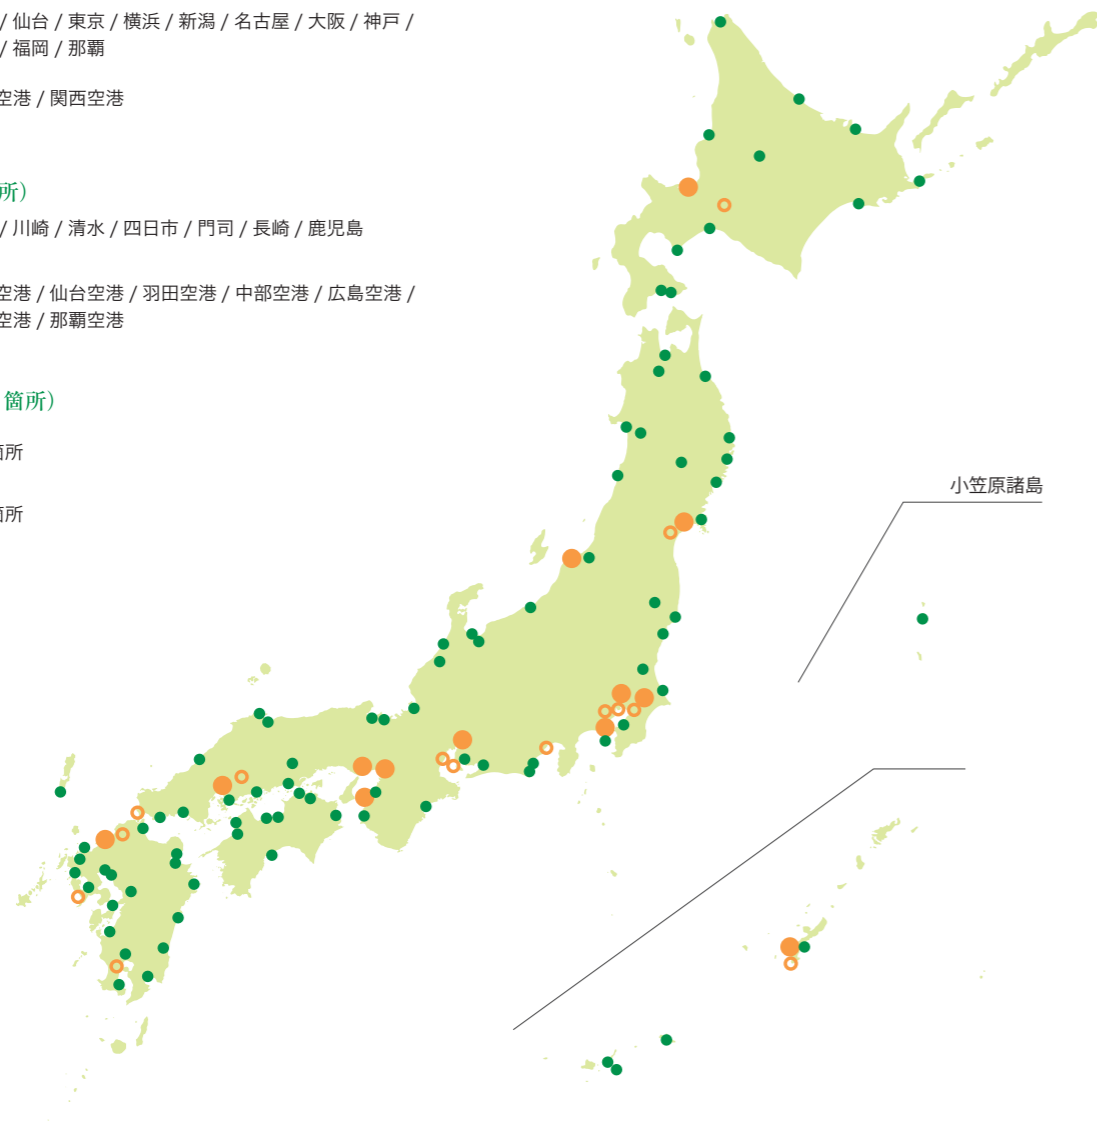 / 仙台 / 東京 / 横浜 / 新潟 / 名古屋 / 大阪 / 神戸 /
/ 福岡 / 那覇
空港 / 関西空港
所）
/ 川崎 / 清水 / 四日市 / 門司 / 長崎 / 鹿児島
空港 / 仙台空港 / 羽田空港 / 中部空港 / 広島空港 /
空港 / 那覇空港
箇所）
箇所
箇所
小笠原諸島